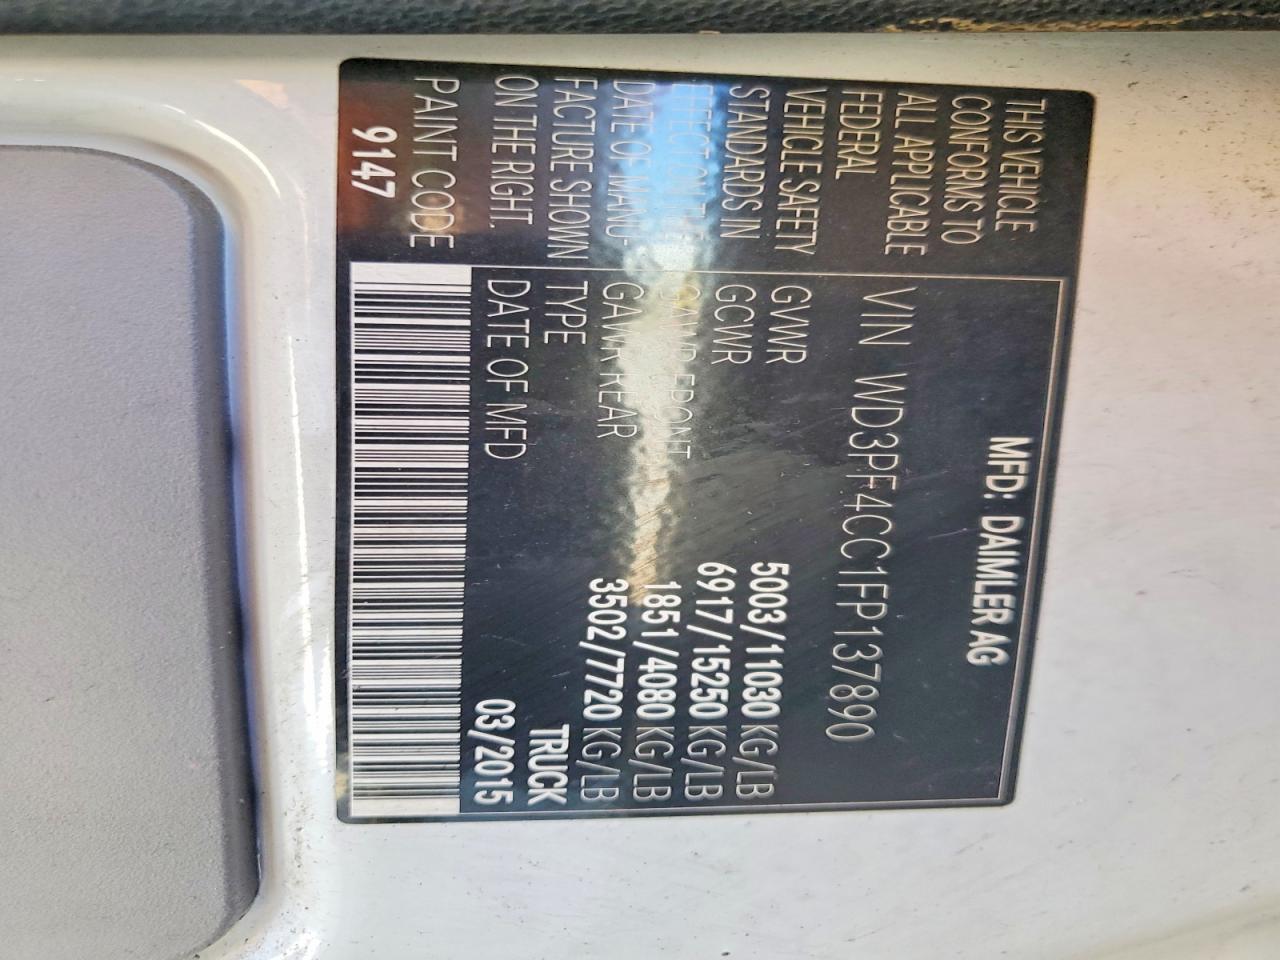 MFD: DAIMLER AG
VIN WD3PF4CC1FP137890
GVWR 5003/11030 KG/LB
GCWR 6917/15250 KG/LB
GAWR FRONT 1851/4080 KG/LB
GAWR REAR 3502/7720 KG/LB
TYPE TRUCK
DATE OF MFD 03/2015
THIS VEHICLE
CONFORMS TO
ALL APPLICABLE
FEDERAL
VEHICLE SAFETY
STANDARDS IN
EFFECT ON THE
DATE OF MANU-
FACTURE SHOWN
ON THE RIGHT.
PAINT CODE
9147